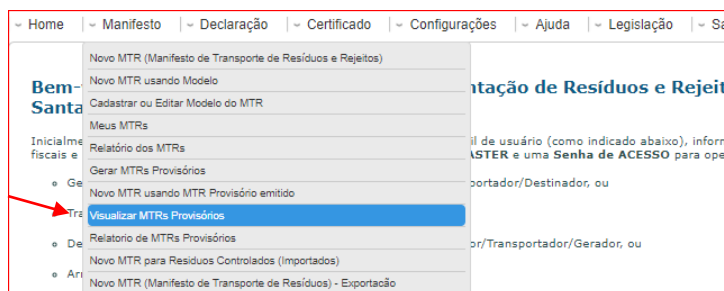 Home Manifesto Declaração Certificado Configurações Ajuda Legislação
Novo MTR (Manifesto de Transporte de Resíduos e Rejeitos)
Novo MTR usando Modelo
Bem- ntação de Resíduos e Rejeit
Cadastrar ou Editar Modelo do MTR
Santa
Meus MTRs
Inicialme il de usuário (como indicado abaixo), inform
Relatório dos MTRs
fiscais e ASTER e uma Senha de ACESSO para ope
Gerar MTRs Provisórios
Ge portador/Destinador, ou
Novo MTR usando MTR Provisório emitido
Tra Visualizar MTRs Provisórios
Relatorio de MTRs Provisórios
De or/Transportador/Gerador, ou
Novo MTR para Residuos Controlados (Importados)
Novo MTR (Manifesto de Transporte de Resíduos) - Exportacão